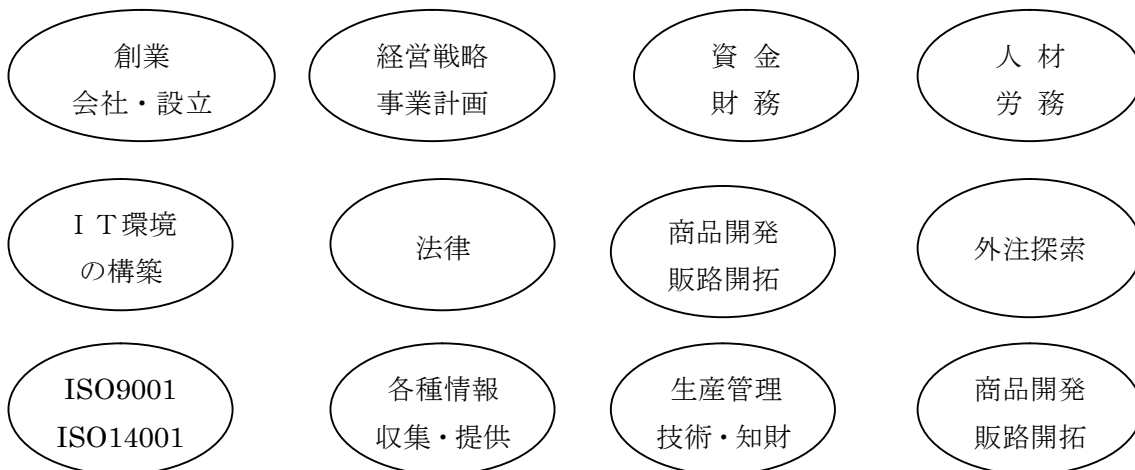 創業
会社・設立
経営戦略
事業計画
資 金
財 務
人 材
労 務
ＩＴ環境
の構築
法律
商品開発
販路開拓
外注探索
ISO9001
ISO14001
各種情報
収集・提供
生産管理
技術・知財
商品開発
販路開拓